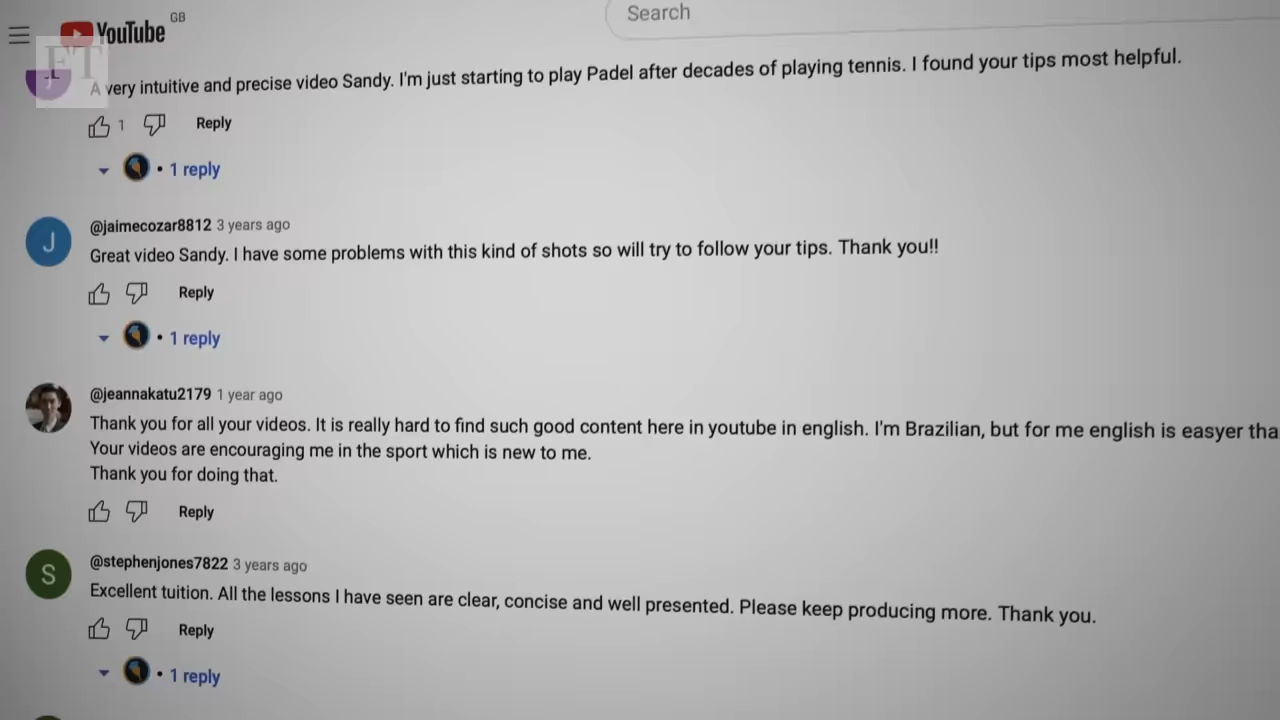 GB
YouTube
Search
FT
J
A very intuitive and precise video Sandy. I'm just starting to play Padel after decades of playing tennis. I found your tips most helpful.
1
Reply
• 1 reply
J
@jaimecozar8812 3 years ago
Great video Sandy. I have some problems with this kind of shots so will try to follow your tips. Thank you!!
Reply
• 1 reply
@jeannakatu2179 1 year ago
Thank you for all your videos. It is really hard to find such good content here in youtube in english. I'm Brazilian, but for me english is easyer tha
Your videos are encouraging me in the sport which is new to me.
Thank you for doing that.
Reply
S
@stephenjones7822 3 years ago
Excellent tuition. All the lessons I have seen are clear, concise and well presented. Please keep producing more. Thank you.
Reply
• 1 reply